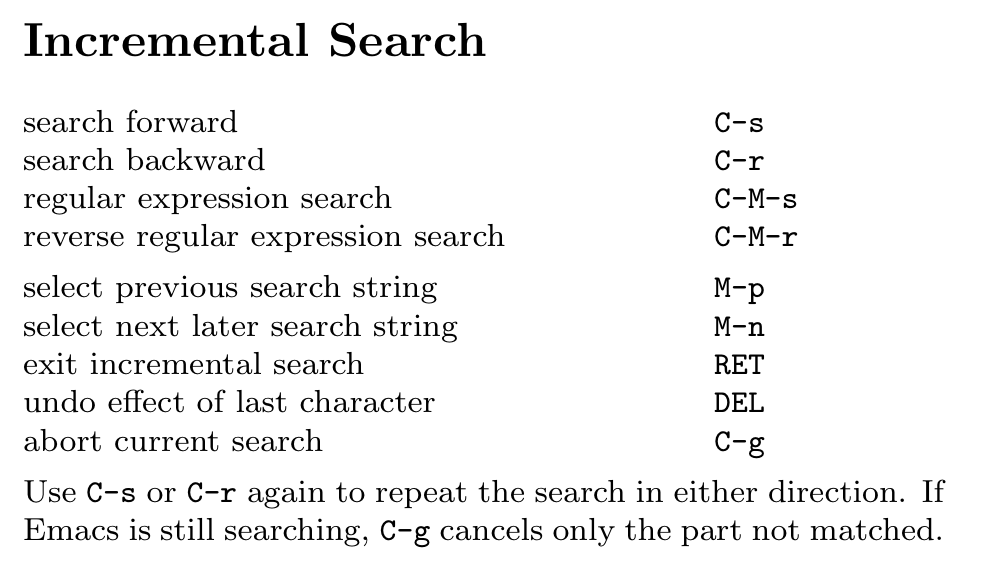 Incremental Search
search forward C-s
search backward C-r
regular expression search C-M-s
reverse regular expression search C-M-r
select previous search string M-p
select next later search string M-n
exit incremental search RET
undo effect of last character DEL
abort current search C-g
Use C-s or C-r again to repeat the search in either direction. If
Emacs is still searching, C-g cancels only the part not matched.